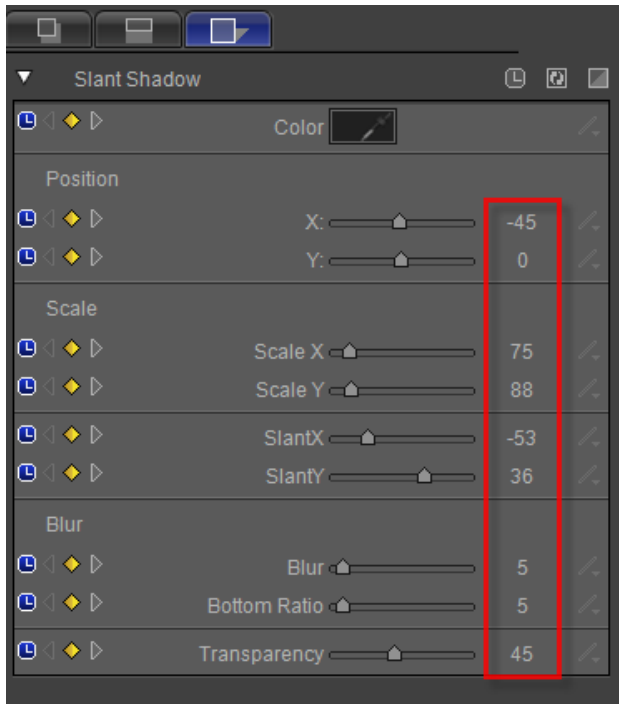 Slant Shadow
Color
Position
X: -45
Y: 0
Scale
Scale X 75
Scale Y 88
SlantX -53
SlantY 36
Blur
Blur 5
Bottom Ratio 5
Transparency 45